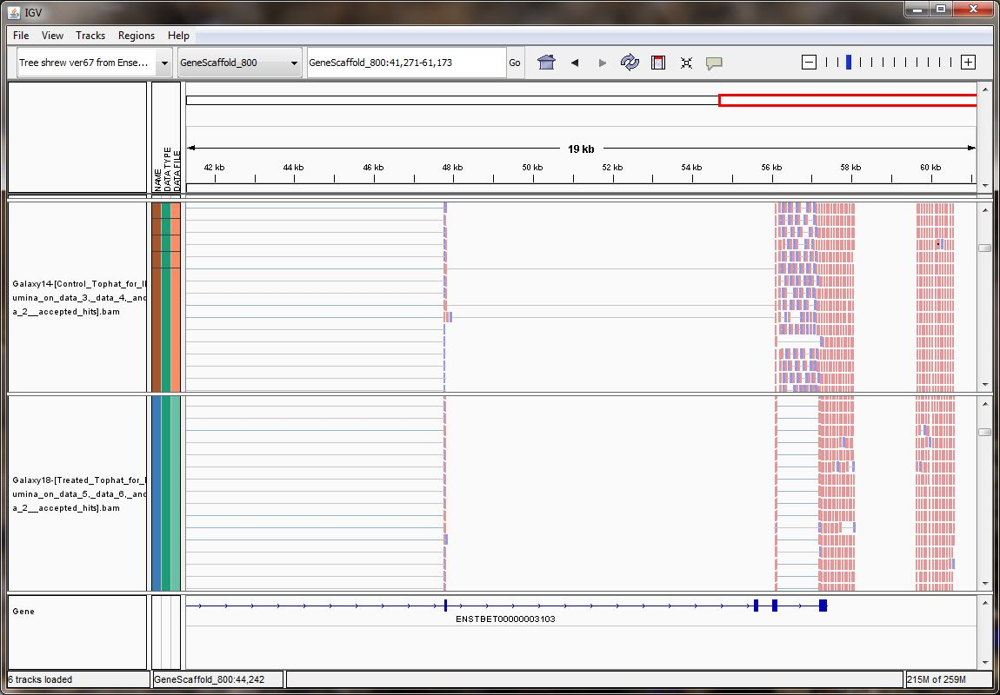 IGV
File View Tracks Regions Help
Tree shrew ver67 from Ense... GeneScaffold_800 GeneScaffold_800:41,271-61,173 Go
NAME
DATA TYPE
DATA FILE
19 kb
42 kb 44 kb 46 kb 48 kb 50 kb 52 kb 54 kb 56 kb 58 kb 60 kb
Galaxy14-[Control_Tophat_for_Il
umina_on_data_3,_data_4,_and
a_2__accepted_hits].bam
Galaxy18-[Treated_Tophat_for_I
umina_on_data_5,_data_6,_and
a_2__accepted_hits].bam
Gene
ENSTBET00000003103
6 tracks loaded GeneScaffold_800:44,242 215M of 259M